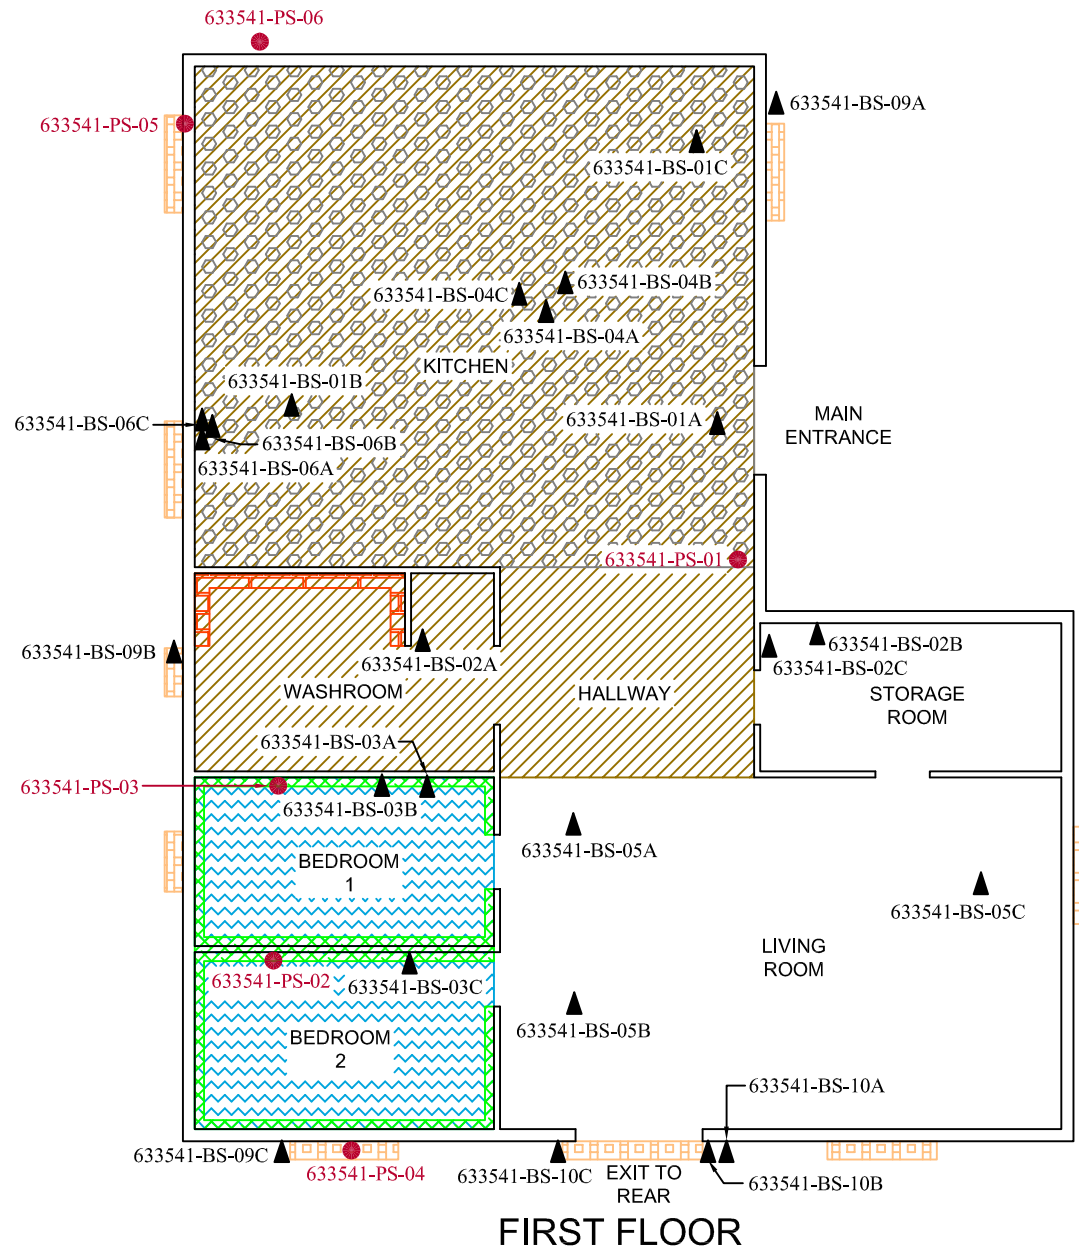 633541-PS-06
633541-BS-09A
633541-PS-05
633541-BS-01C
633541-BS-04B
633541-BS-04C
633541-BS-04A
KITCHEN
633541-BS-01B
633541-BS-06C
633541-BS-01A
MAIN
ENTRANCE
633541-BS-06B
633541-BS-06A
633541-PS-01
633541-BS-09B
633541-BS-02A
633541-BS-02B
633541-BS-02C
WASHROOM
HALLWAY
STORAGE
ROOM
633541-BS-03A
633541-PS-03
633541-BS-03B
633541-BS-05A
BEDROOM
1
633541-BS-05C
LIVING
ROOM
633541-PS-02
633541-BS-03C
633541-BS-05B
BEDROOM
2
633541-BS-10A
633541-BS-09C
633541-PS-04
633541-BS-10C
EXIT TO
REAR
633541-BS-10B
FIRST FLOOR